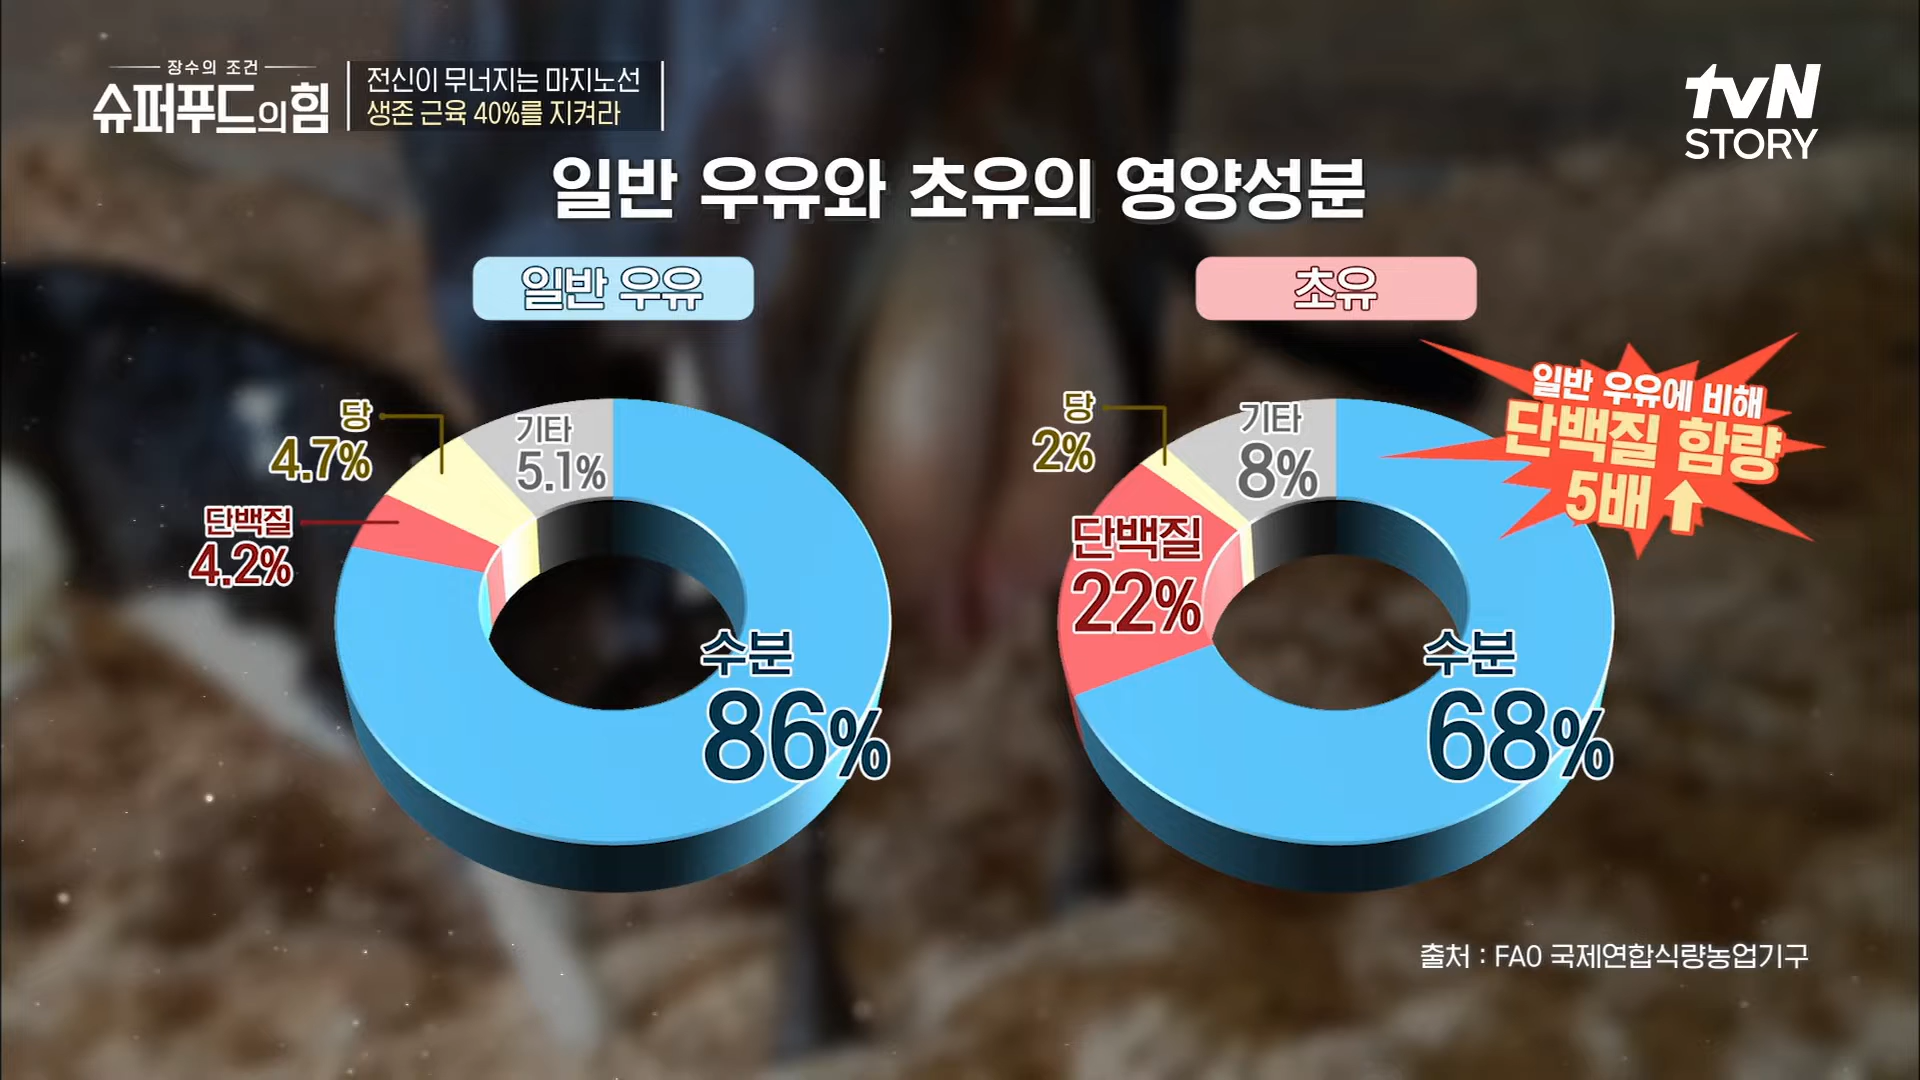 장수의 조건
슈퍼푸드의힘
전신이 무너지는 마지노선
생존 근육 40%를 지켜라
tvN
STORY
일반 우유와 초유의 영양성분
일반 우유
당
4.7%
기타
5.1%
단백질
4.2%
수분
86%
초유
일반 우유에 비해
단백질 함량
5배
당
2%
기타
8%
단백질
22%
수분
68%
출처 : FAO 국제연합식량농업기구